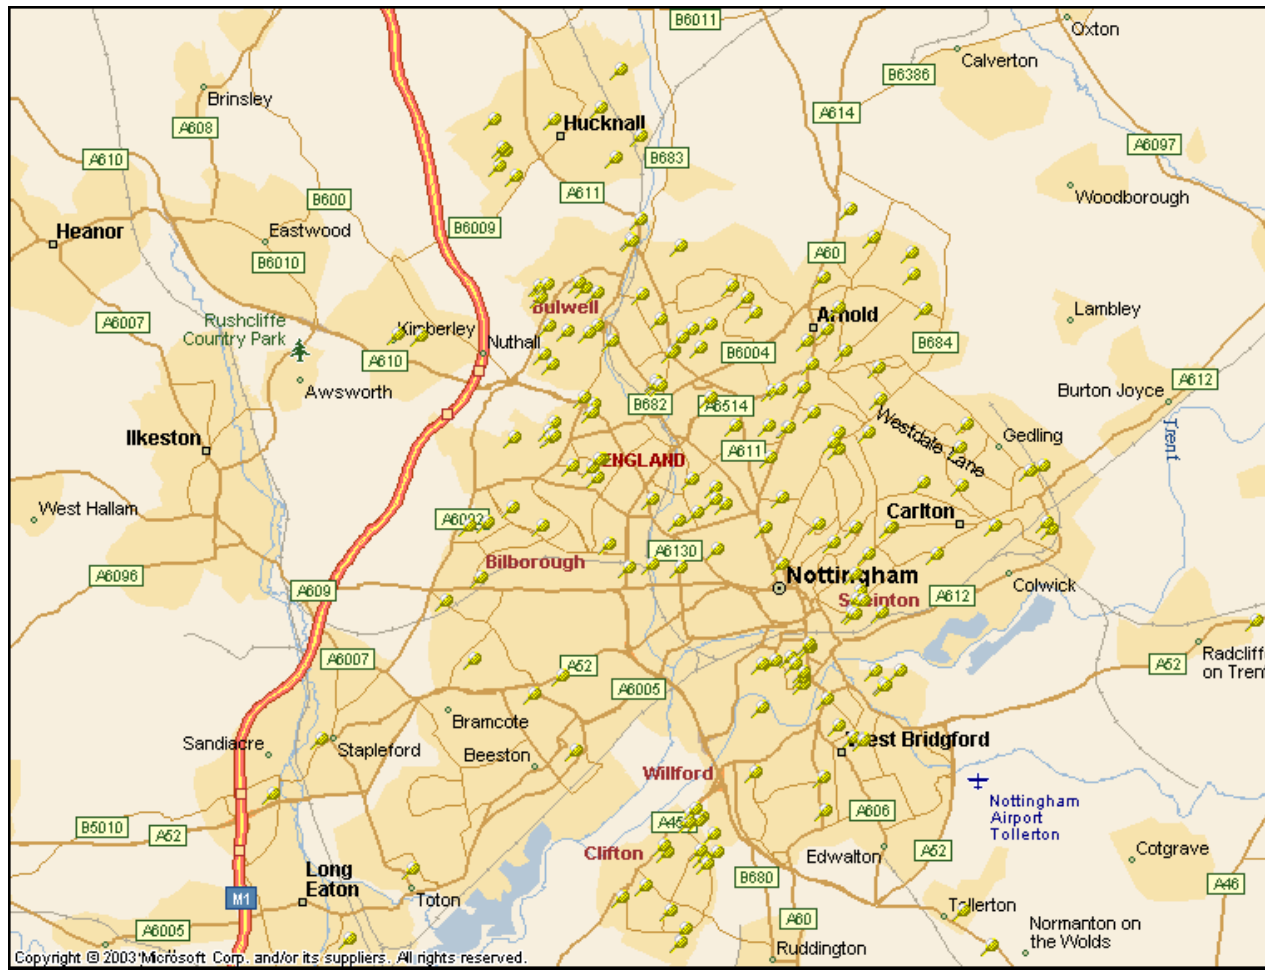 B6011
Oxton
Calverton
B6386
Brinsley
A614
A608
Hucknall
A6097
A610
B683
A611
B600
Woodborough
Heanor
Eastwood
B6009
A60
B6010
Bulwell
Lambley
A6007
Rushcliffe
Country Park
Kimberley
Arnold
Nuthall
A610
B6004
B684
Awsworth
A612
Burton Joyce
B682
A6514
Westdale Lane
Trent
Ilkeston
Gedling
A611
ENGLAND
West Hallam
Carlton
A6002
Bilborough
A6130
A6096
Nottingham
Colwick
A609
Sneinton
A612
A6007
A52
A6005
A52
Radcliffe
on Trent
Bramcote
Sandiacre
Stapleford
Beeston
West Bridgford
Willford
Nottingham
Airport
Tollerton
A606
B5010
A52
A45
Clifton
Edwalton
A52
Cotgrave
Long
Eaton
B680
A46
M1
Toton
Tollerton
A60
Normanton on
the Wolds
A6005
Ruddington
Copyright © 2003 Microsoft Corp. and/or its suppliers. All rights reserved.